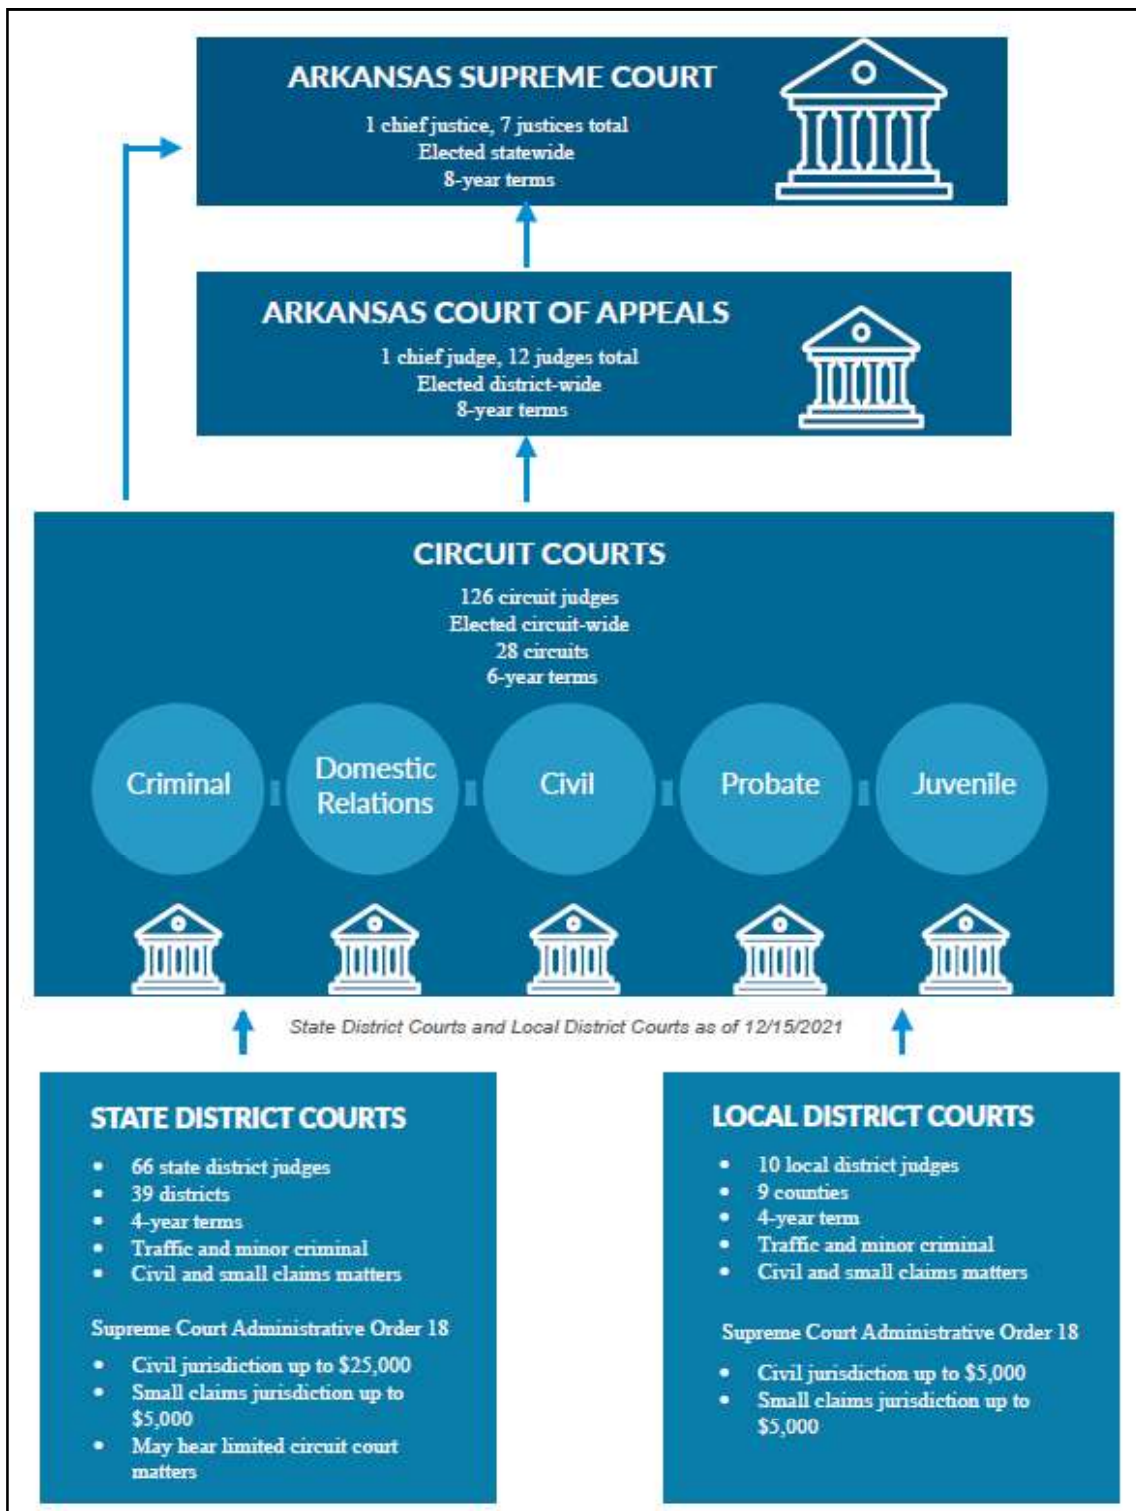 ARKANSAS SUPREME COURT
1 chief justice, 7 justices total
Elected statewide
8-year terms
ARKANSAS COURT OF APPEALS
1 chief judge, 12 judges total
Elected district-wide
8-year terms
CIRCUIT COURTS
126 circuit judges
Elected circuit-wide
28 circuits
6-year terms
Criminal
Domestic
Relations
Civil
Probate
Juvenile
State District Courts and Local District Courts as of 12/15/2021
STATE DISTRICT COURTS
• 66 state district judges
• 39 districts
• 4-year terms
• Traffic and minor criminal
• Civil and small claims matters
Supreme Court Administrative Order 18
• Civil jurisdiction up to $25,000
• Small claims jurisdiction up to
$5,000
• May hear limited circuit court
matters
LOCAL DISTRICT COURTS
• 10 local district judges
• 9 counties
• 4-year term
• Traffic and minor criminal
• Civil and small claims matters
Supreme Court Administrative Order 18
• Civil jurisdiction up to $5,000
• Small claims jurisdiction up to
$5,000